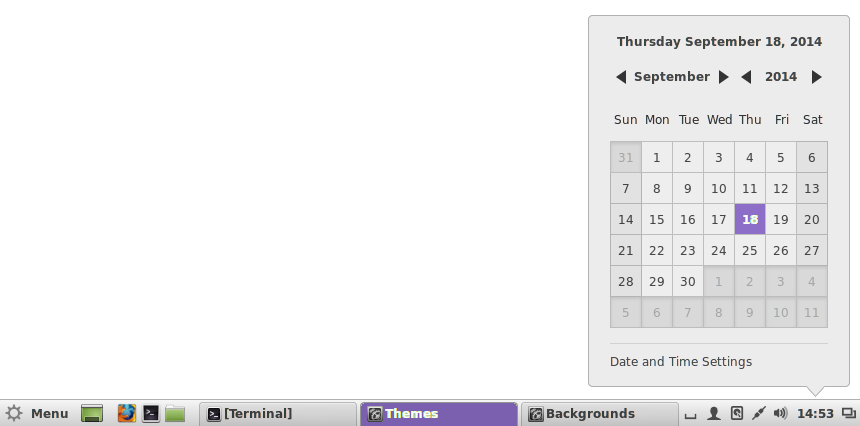 Thursday September 18, 2014
September 2014
Sun Mon Tue Wed Thu Fri Sat
31 1 2 3 4 5 6
7 8 9 10 11 12 13
14 15 16 17 18 19 20
21 22 23 24 25 26 27
28 29 30 1 2 3 4
5 6 7 8 9 10 11
Date and Time Settings
Menu [Terminal] Themes Backgrounds 14:53